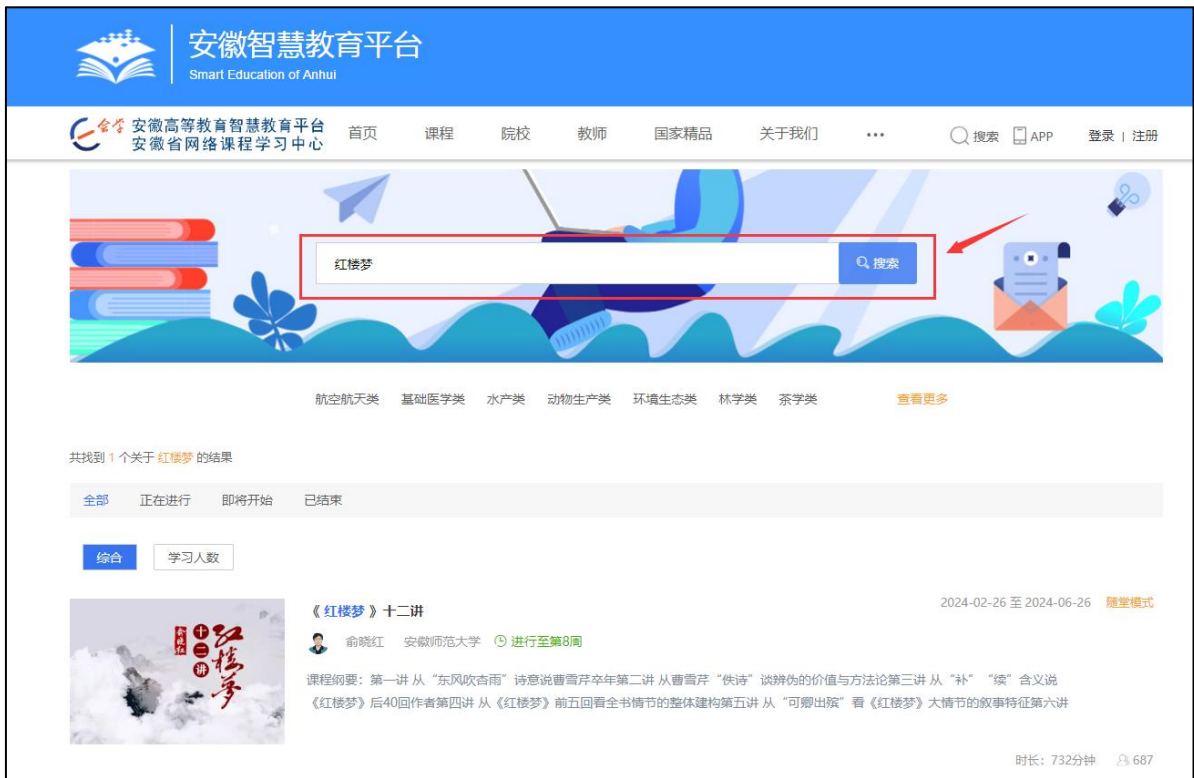 安徽智慧教育平台
Smart Education of Anhui
会学 安徽高等教育智慧教育平台
安徽省网络课程学习中心
首页 课程 院校 教师 国家精品 关于我们 ••• 搜索 APP 登录 | 注册
红楼梦 搜索
航空航天类 基础医学类 水产类 动物生产类 环境生态类 林学类 茶学类 查看更多
共找到 1 个关于 红楼梦 的结果
全部 正在进行 即将开始 已结束
综合 学习人数
红楼梦
十二讲
俞晓红
《 红楼梦 》十二讲
2024-02-26 至 2024-06-26 随堂模式
俞晓红 安徽师范大学 进行至第8周
课程纲要：第一讲 从“东风吹杏雨”诗意说曹雪芹卒年第二讲 从曹雪芹“佚诗”谈辨伪的价值与方法论第三讲 从“补”“续”含义说
《红楼梦》后40回作者第四讲 从《红楼梦》前五回看全书情节的整体建构第五讲 从“可卿出殡”看《红楼梦》大情节的叙事特征第六讲
时长：732分钟 687